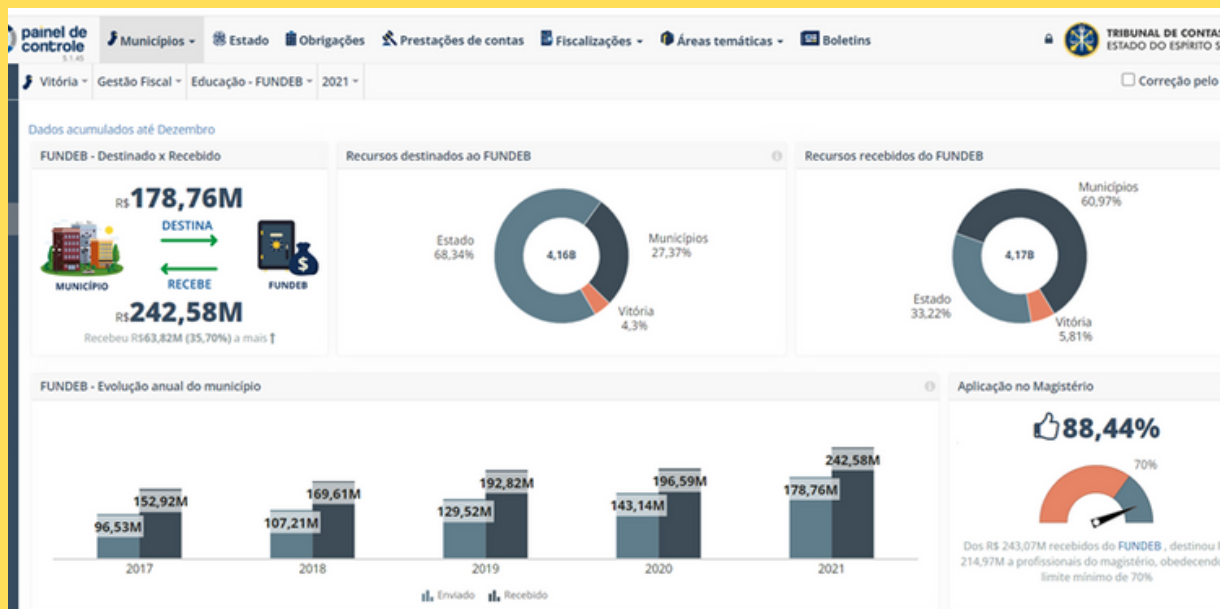 painel de controle
5.1.45
Municípios
Estado
Obrigações
Prestações de contas
Fiscalizações
Áreas temáticas
Boletins
TRIBUNAL DE CONTAS
ESTADO DO ESPÍRITO S
Vitória
Gestão Fiscal
Educação - FUNDEB
2021
Correção pelo
Dados acumulados até Dezembro
FUNDEB - Destinado x Recebido
R$178,76M
DESTINA
RECEBE
MUNICÍPIO
FUNDEB
R$242,58M
Recebeu R$63,82M (35,70%) a mais
Recursos destinados ao FUNDEB
Estado
68,34%
4,16B
Municípios
27,37%
Vitória
4,3%
Recursos recebidos do FUNDEB
Municípios
60,97%
4,17B
Estado
33,22%
Vitória
5,81%
FUNDEB - Evolução anual do município
96,53M
152,92M
107,21M
169,61M
129,52M
192,82M
143,14M
196,59M
178,76M
242,58M
2017
2018
2019
2020
2021
Enviado
Recebido
Aplicação no Magistério
88,44%
70%
Dos R$ 243,07M recebidos do FUNDEB , destinou
214,97M a profissionais do magistério, obedecendo
limite mínimo de 70%